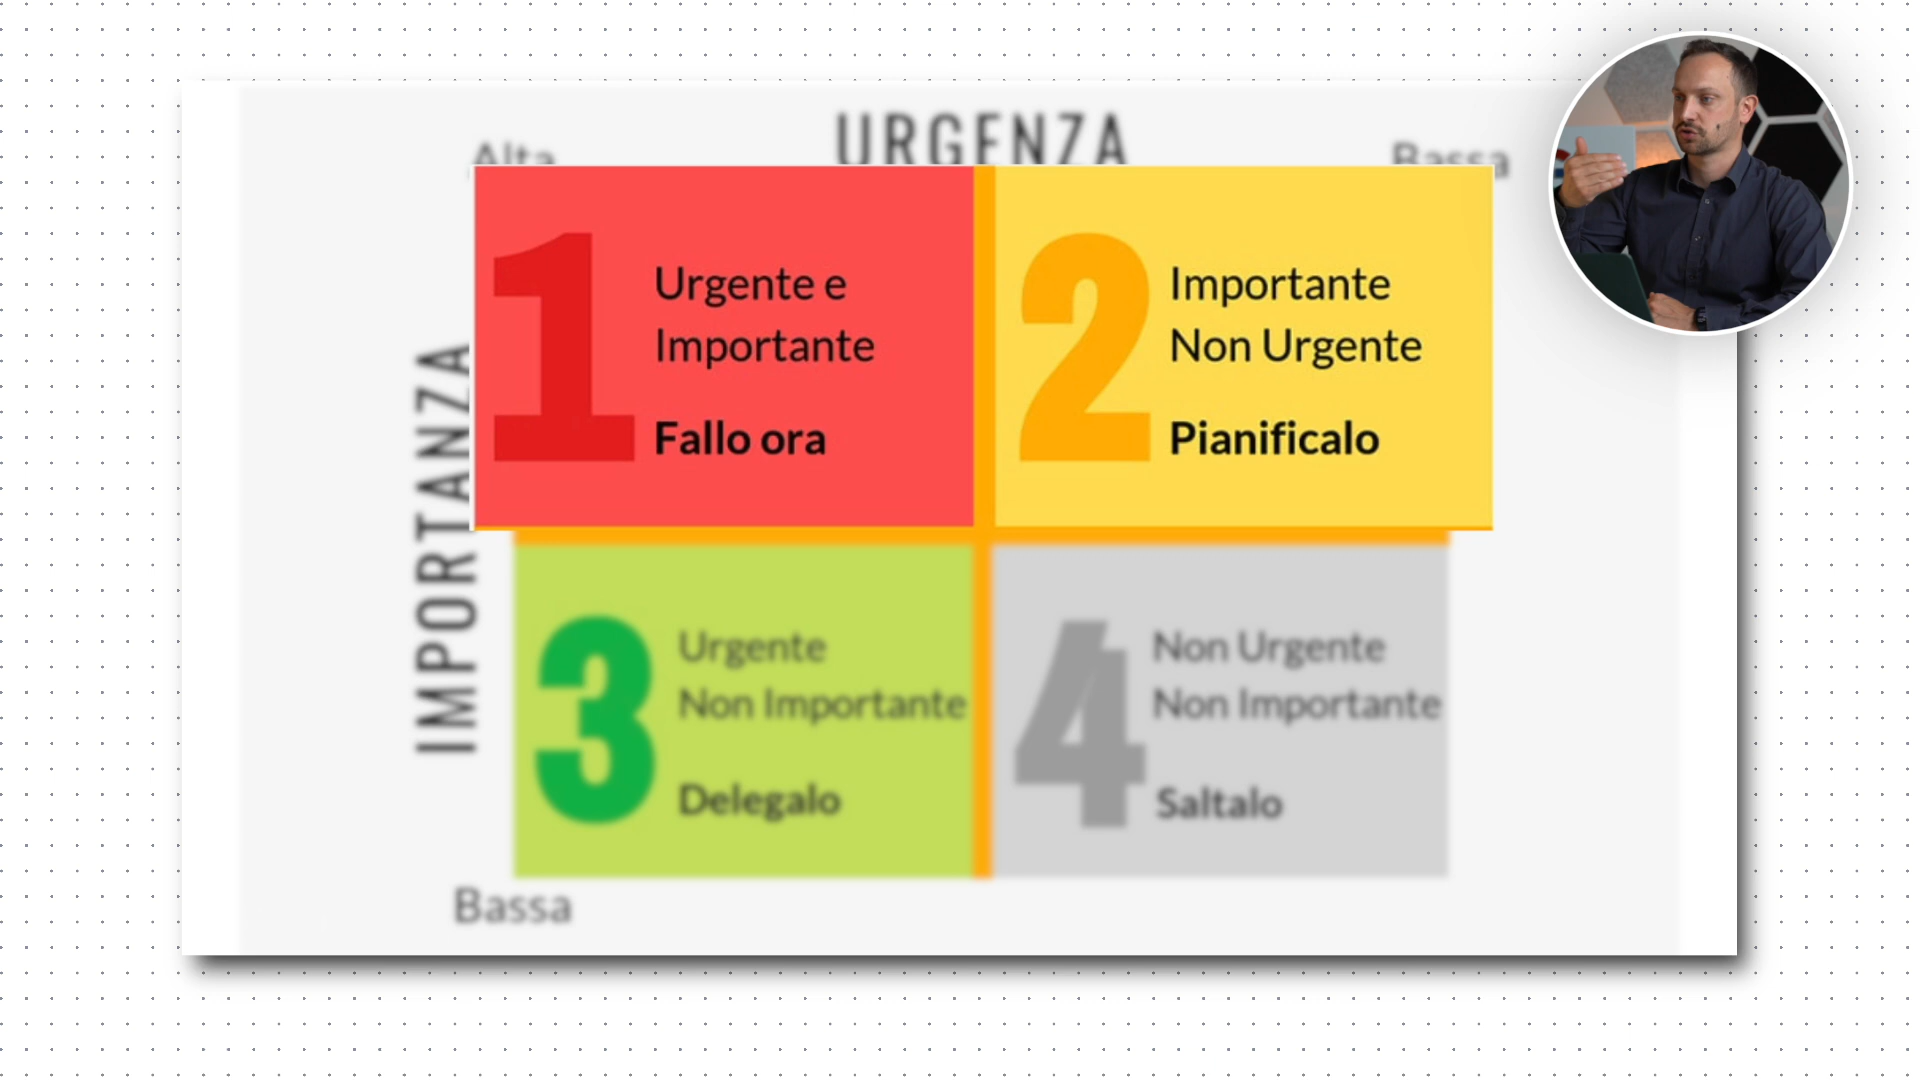 URGENZA
Alta
Bassa
IMPORTANZA
1
Urgente e
Importante
Fallo ora
2
Importante
Non Urgente
Pianificalo
3
Urgente
Non Importante
Delegalo
4
Non Urgente
Non Importante
Saltalo
Bassa